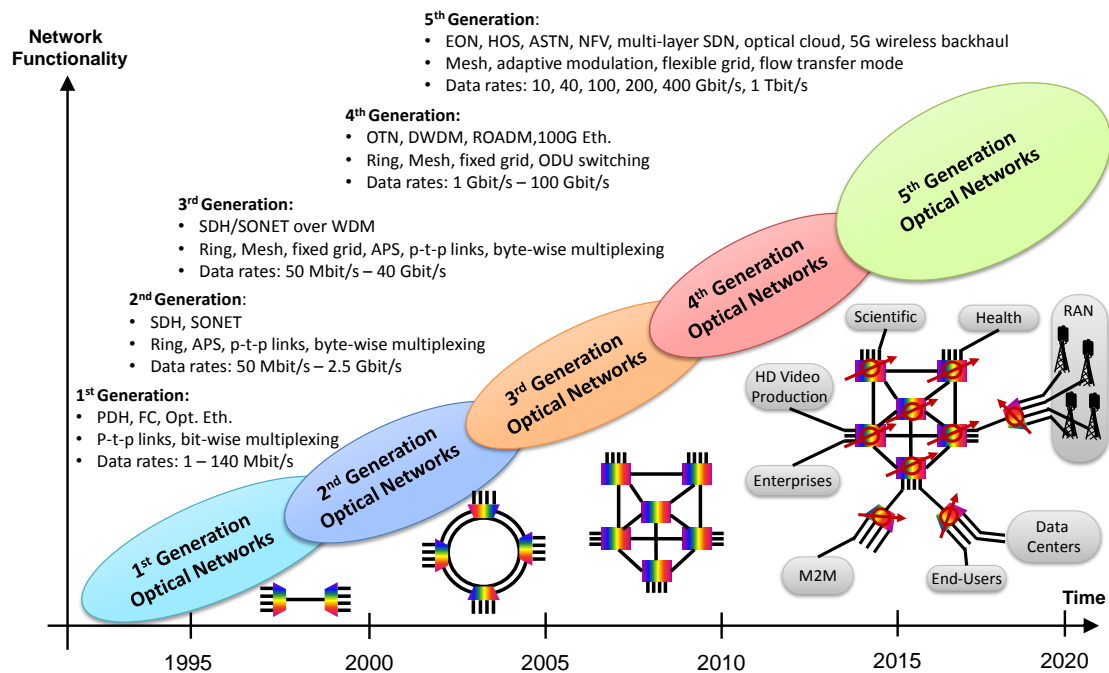 Network
Functionality
5th Generation:
• EON, HOS, ASTN, NFV, multi-layer SDN, optical cloud, 5G wireless backhaul
• Mesh, adaptive modulation, flexible grid, flow transfer mode
• Data rates: 10, 40, 100, 200, 400 Gbit/s, 1 Tbit/s
4th Generation:
• OTN, DWDM, ROADM,100G Eth.
• Ring, Mesh, fixed grid, ODU switching
• Data rates: 1 Gbit/s – 100 Gbit/s
3rd Generation:
• SDH/SONET over WDM
• Ring, Mesh, fixed grid, APS, p-t-p links, byte-wise multiplexing
• Data rates: 50 Mbit/s – 40 Gbit/s
2nd Generation:
• SDH, SONET
• Ring, APS, p-t-p links, byte-wise multiplexing
• Data rates: 50 Mbit/s – 2.5 Gbit/s
1st Generation:
• PDH, FC, Opt. Eth.
• P-t-p links, bit-wise multiplexing
• Data rates: 1 – 140 Mbit/s
1st Generation
Optical Networks
2nd Generation
Optical Networks
3rd Generation
Optical Networks
4th Generation
Optical Networks
5th Generation
Optical Networks
Scientific
Health
RAN
HD Video
Production
Enterprises
M2M
End-Users
Data
Centers
Time
1995
2000
2005
2010
2015
2020